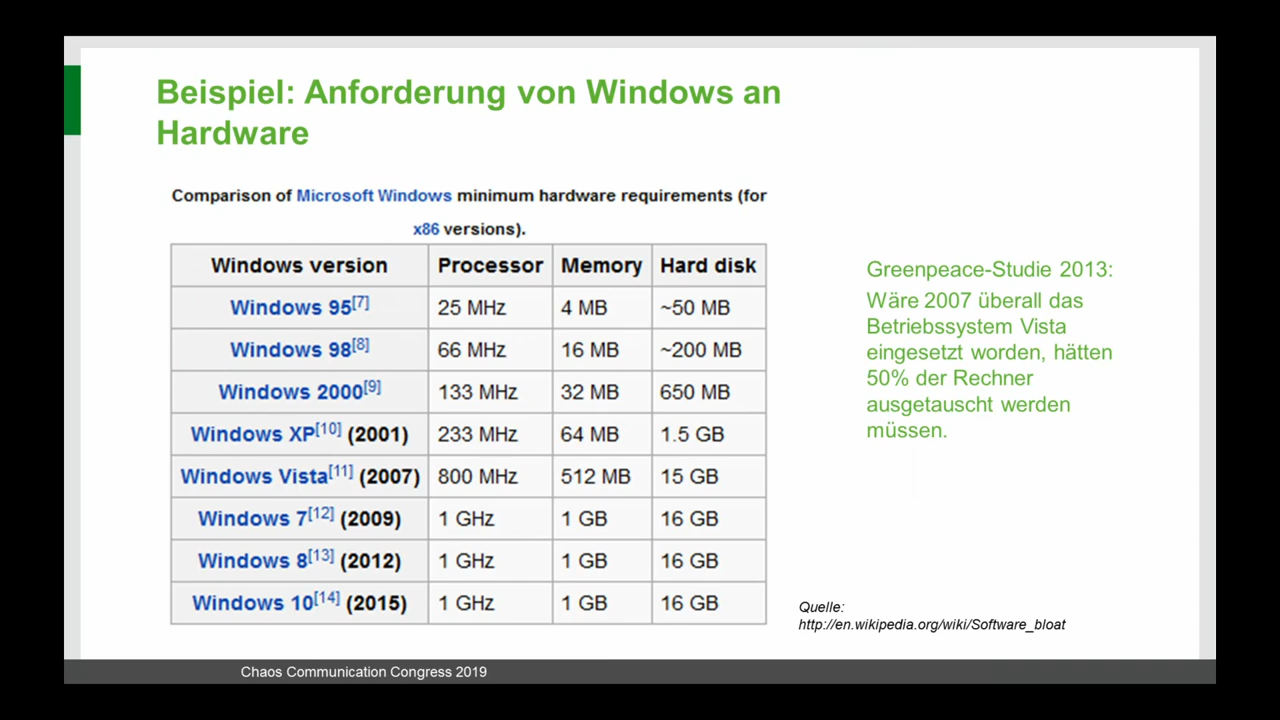 Beispiel: Anforderung von Windows an
Hardware
Comparison of Microsoft Windows minimum hardware requirements (for
x86 versions).
Windows version Processor Memory Hard disk
Windows 95[7] 25 MHz 4 MB ~50 MB
Windows 98[8] 66 MHz 16 MB ~200 MB
Windows 2000[9] 133 MHz 32 MB 650 MB
Windows XP[10] (2001) 233 MHz 64 MB 1.5 GB
Windows Vista[11] (2007) 800 MHz 512 MB 15 GB
Windows 7[12] (2009) 1 GHz 1 GB 16 GB
Windows 8[13] (2012) 1 GHz 1 GB 16 GB
Windows 10[14] (2015) 1 GHz 1 GB 16 GB
Greenpeace-Studie 2013:
Wäre 2007 überall das
Betriebssystem Vista
eingesetzt worden, hätten
50% der Rechner
ausgetauscht werden
müssen.
Quelle:
http://en.wikipedia.org/wiki/Software_bloat
Chaos Communication Congress 2019